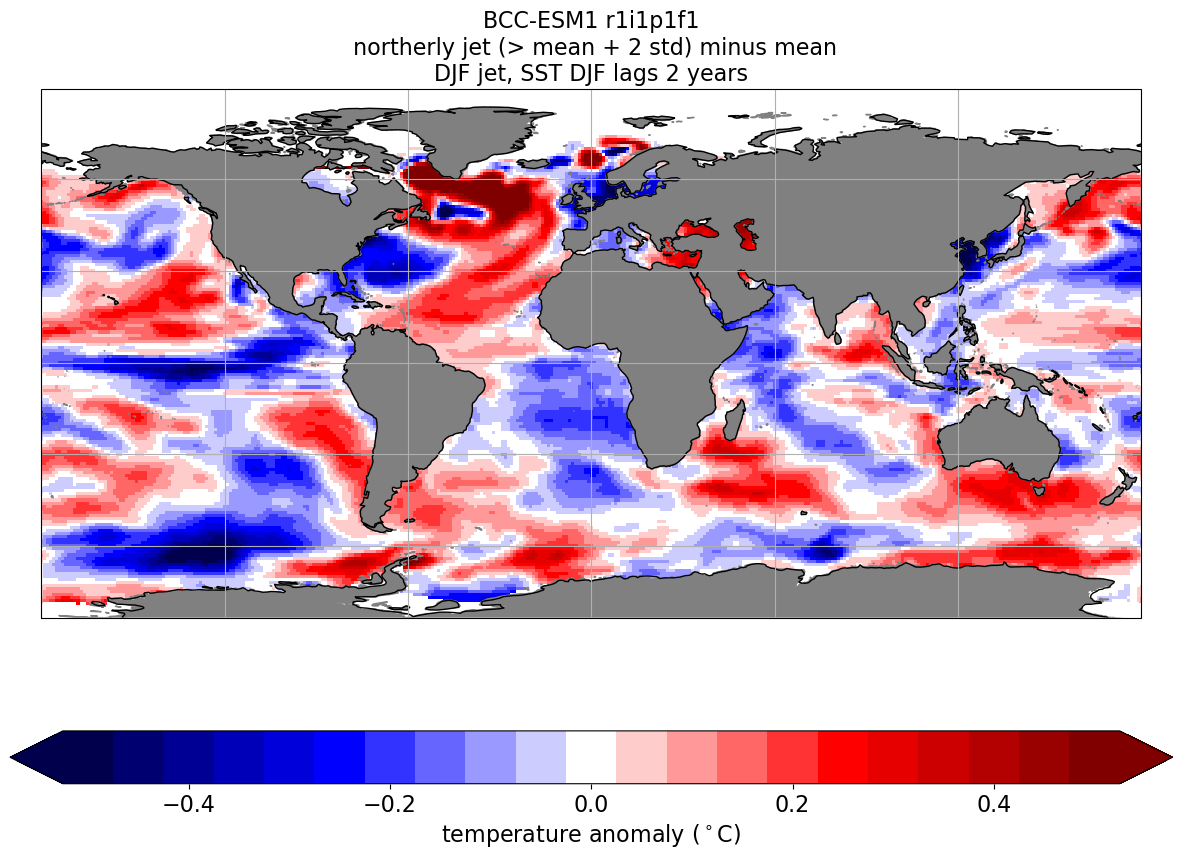 BCC-ESM1 r1i1p1f1
northerly jet (> mean + 2 std) minus mean
DJF jet, SST DJF lags 2 years
−0.4 −0.2 0.0 0.2 0.4
temperature anomaly (°C)